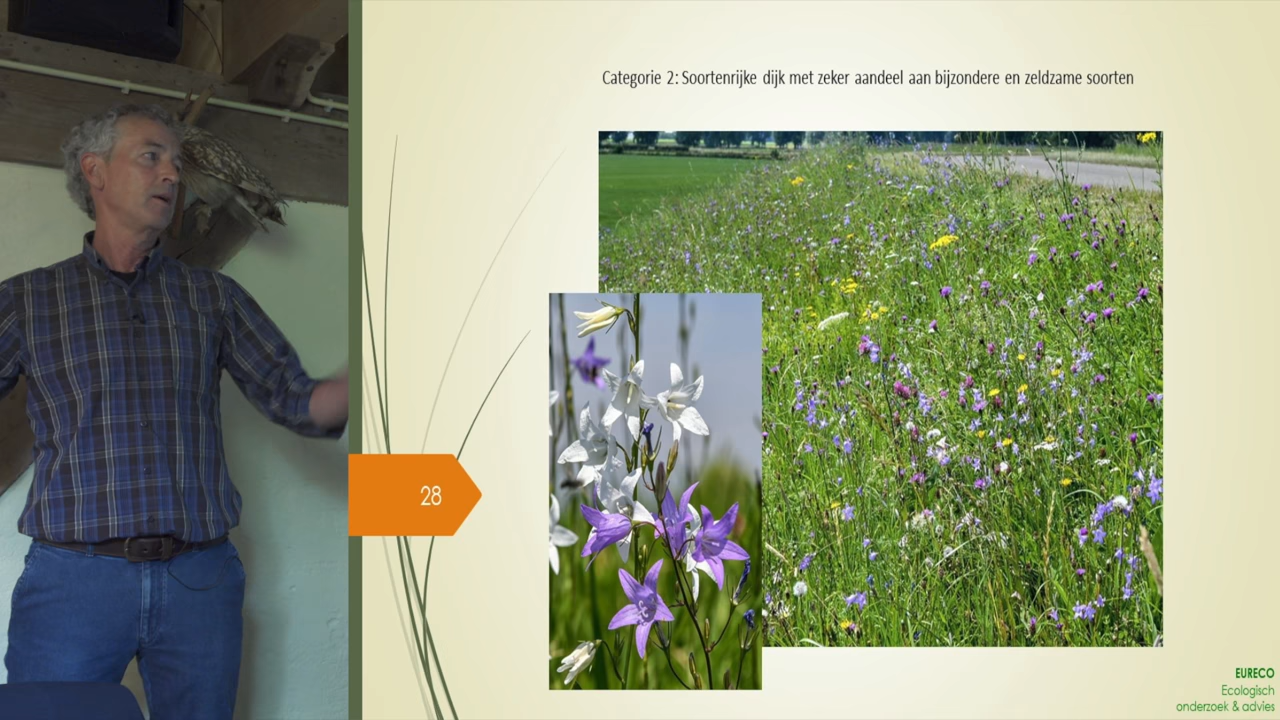 Categorie 2: Soortenrijke dijk met zeker aandeel aan bijzondere en zeldzame soorten
28
EURECO
Ecologisch
onderzoek & advies